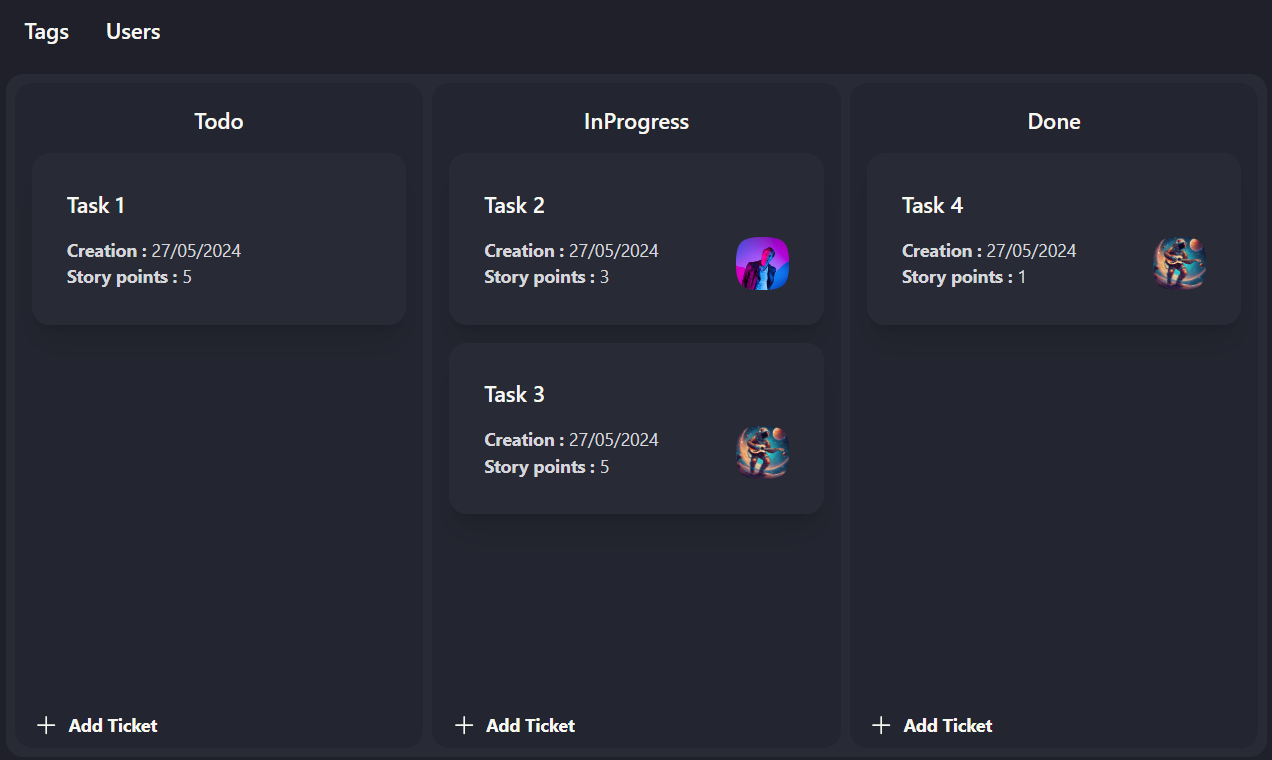 Tags Users
Todo
Task 1
Creation : 27/05/2024
Story points : 5
Add Ticket
InProgress
Task 2
Creation : 27/05/2024
Story points : 3
Task 3
Creation : 27/05/2024
Story points : 5
Add Ticket
Done
Task 4
Creation : 27/05/2024
Story points : 1
Add Ticket